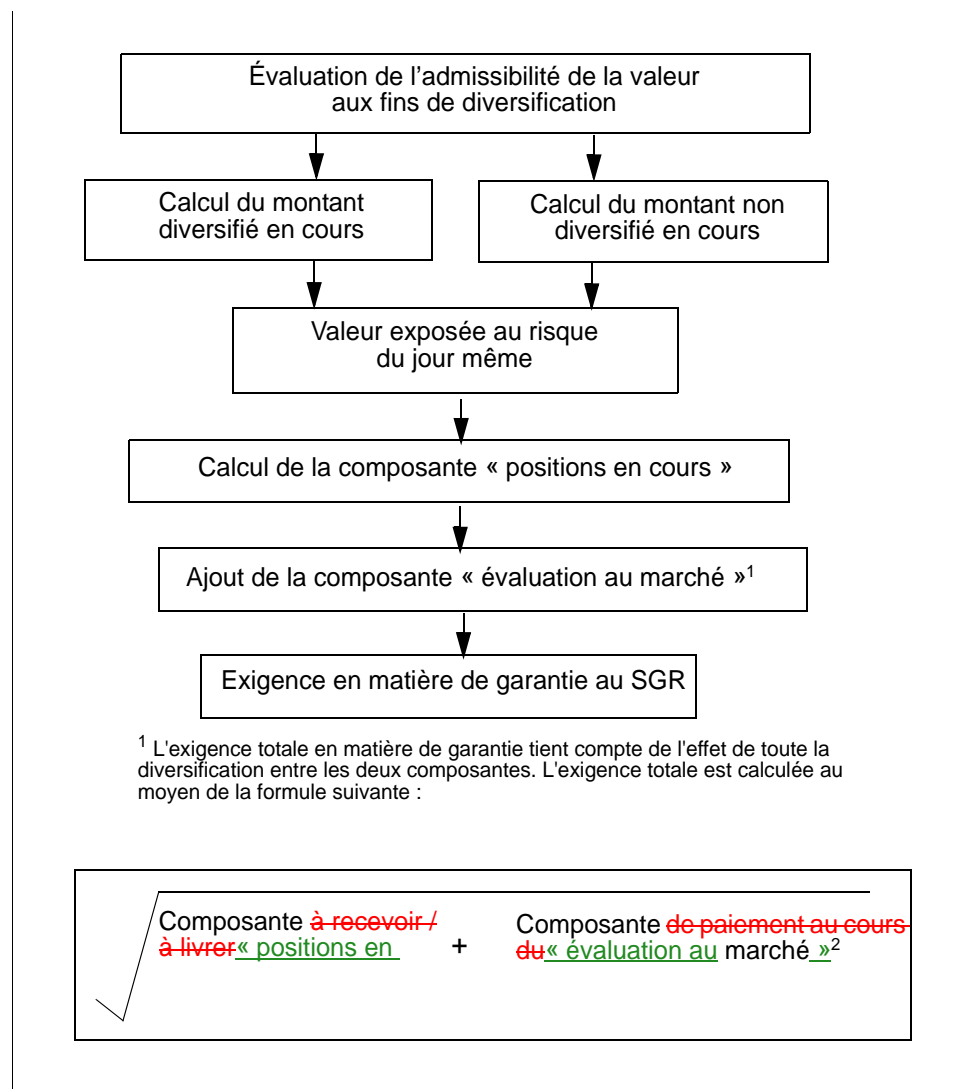 Évaluation de l'admissibilité de la valeur
aux fins de diversification
Calcul du montant
diversifié en cours
Calcul du montant non
diversifié en cours
Valeur exposée au risque
du jour même
Calcul de la composante « positions en cours »
Ajout de la composante « évaluation au marché »1
Exigence en matière de garantie au SGR
1 L'exigence totale en matière de garantie tient compte de l'effet de toute la
diversification entre les deux composantes. L'exigence totale est calculée au
moyen de la formule suivante :
Composante à recevoir /
à livrer« positions en
+
Composante de paiement au cours
du« évaluation au marché »2